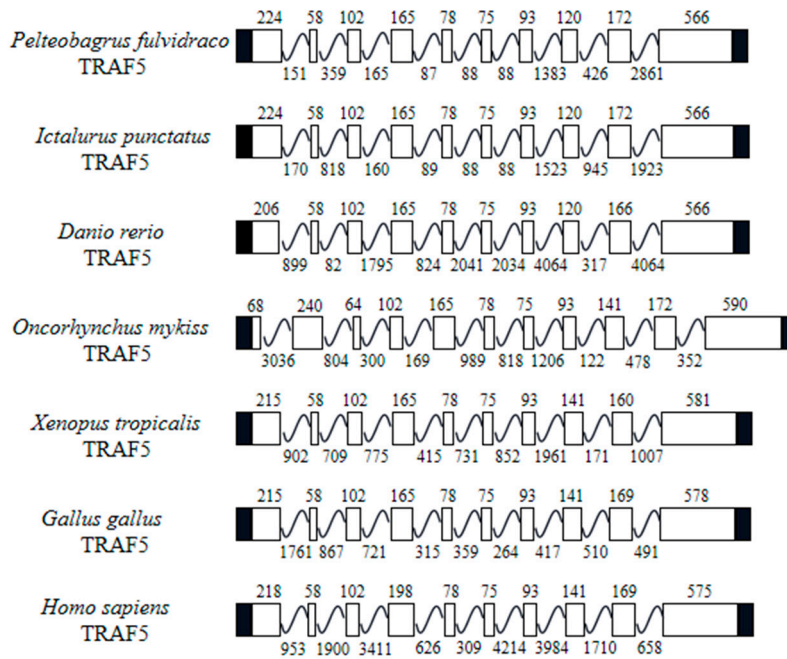 224 58 102 165 78 75 93 120 172 566
Pelteobagrus fulvidraco
TRAF5
151 359 165 87 88 88 1383 426 2861
224 58 102 165 78 75 93 120 172 566
Ictalurus punctatus
TRAF5
170 818 160 89 88 88 1523 945 1923
206 58 102 165 78 75 93 120 166 566
Danio rerio
TRAF5
899 82 1795 824 2041 2034 4064 317 4064
68 240 64 102 165 78 75 93 141 172 590
Oncorhynchus mykiss
TRAF5
3036 804 300 169 989 818 1206 122 478 352
215 58 102 165 78 75 93 141 160 581
Xenopus tropicalis
TRAF5
902 709 775 415 731 852 1961 171 1007
215 58 102 165 78 75 93 141 169 578
Gallus gallus
TRAF5
1761 867 721 315 359 264 417 510 491
218 58 102 198 78 75 93 141 169 575
Homo sapiens
TRAF5
953 1900 3411 626 309 4214 3984 1710 658